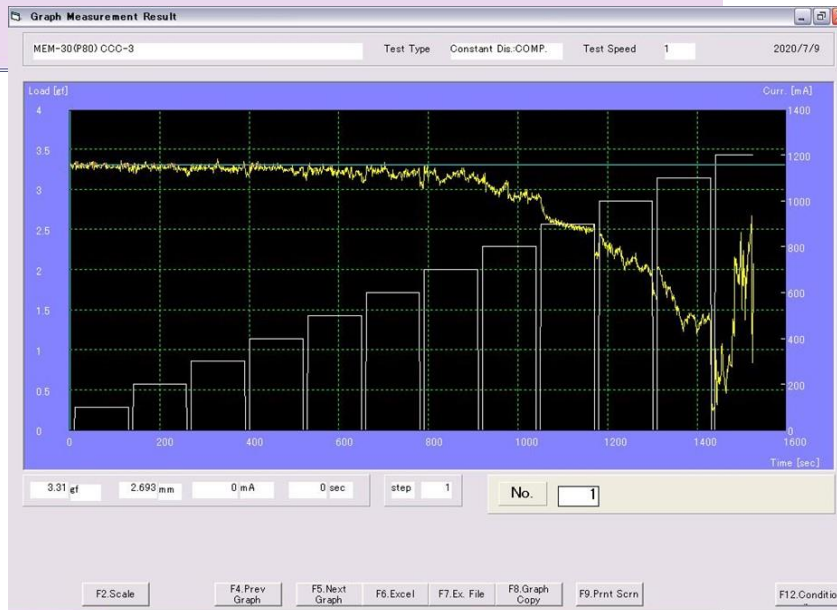 Graph Measurement Result
MEM-30(P80) CCC-3 Test Type Constant Dis.:COMP. Test Speed 1 2020/7/9
Load [gf] Curr. [mA]
4 1400
3.5 1200
3 1000
2.5 800
2 600
1.5 400
1 200
0.5 0
0
0 200 400 600 800 1000 1200 1400 1600
Time [sec]
3.31 gf 2.693 mm 0 mA 0 sec step 1 No. 1
F2.Scale F4.Prev Graph F5.Next Graph F6.Excel F7.Ex. File F8.Graph Copy F9.Prnt Scrn F12.Conditio